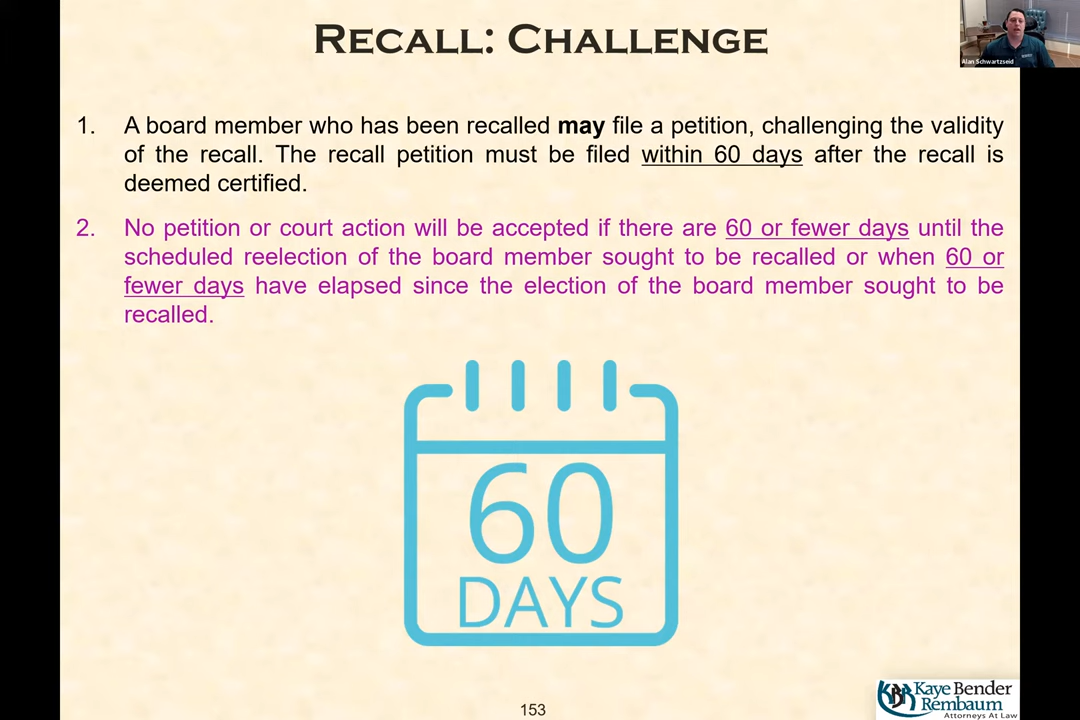 RECALL: CHALLENGE
Alan Schwartzseid
1. A board member who has been recalled may file a petition, challenging the validity
of the recall. The recall petition must be filed within 60 days after the recall is
deemed certified.
2. No petition or court action will be accepted if there are 60 or fewer days until the
scheduled reelection of the board member sought to be recalled or when 60 or
fewer days have elapsed since the election of the board member sought to be
recalled.
60
DAYS
153
KBR Kaye Bender
Rembaum
Attorneys At Law